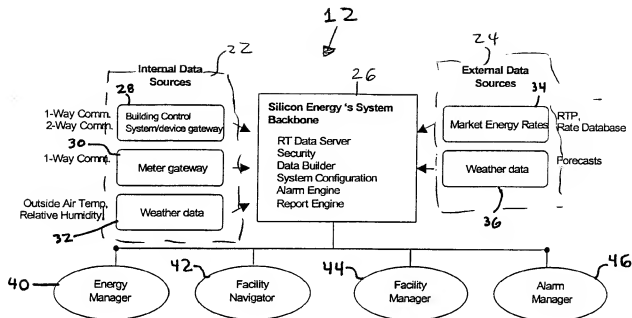 12
22
24
Internal Data
Sources
28
1-Way Comm.
2-Way Comm.
Building Control
System/device gateway
30
1-Way Comm.
Meter gateway
Outside Air Temp,
Relative Humidity
Weather data
32
26
Silicon Energy's System
Backbone
RT Data Server
Security
Data Builder
System Configuration
Alarm Engine
Report Engine
External Data
Sources
34
Market Energy Rates
RTP,
Rate Database
Weather data
Forecasts
36
40
Energy
Manager
42
Facility
Navigator
44
Facility
Manager
46
Alarm
Manager